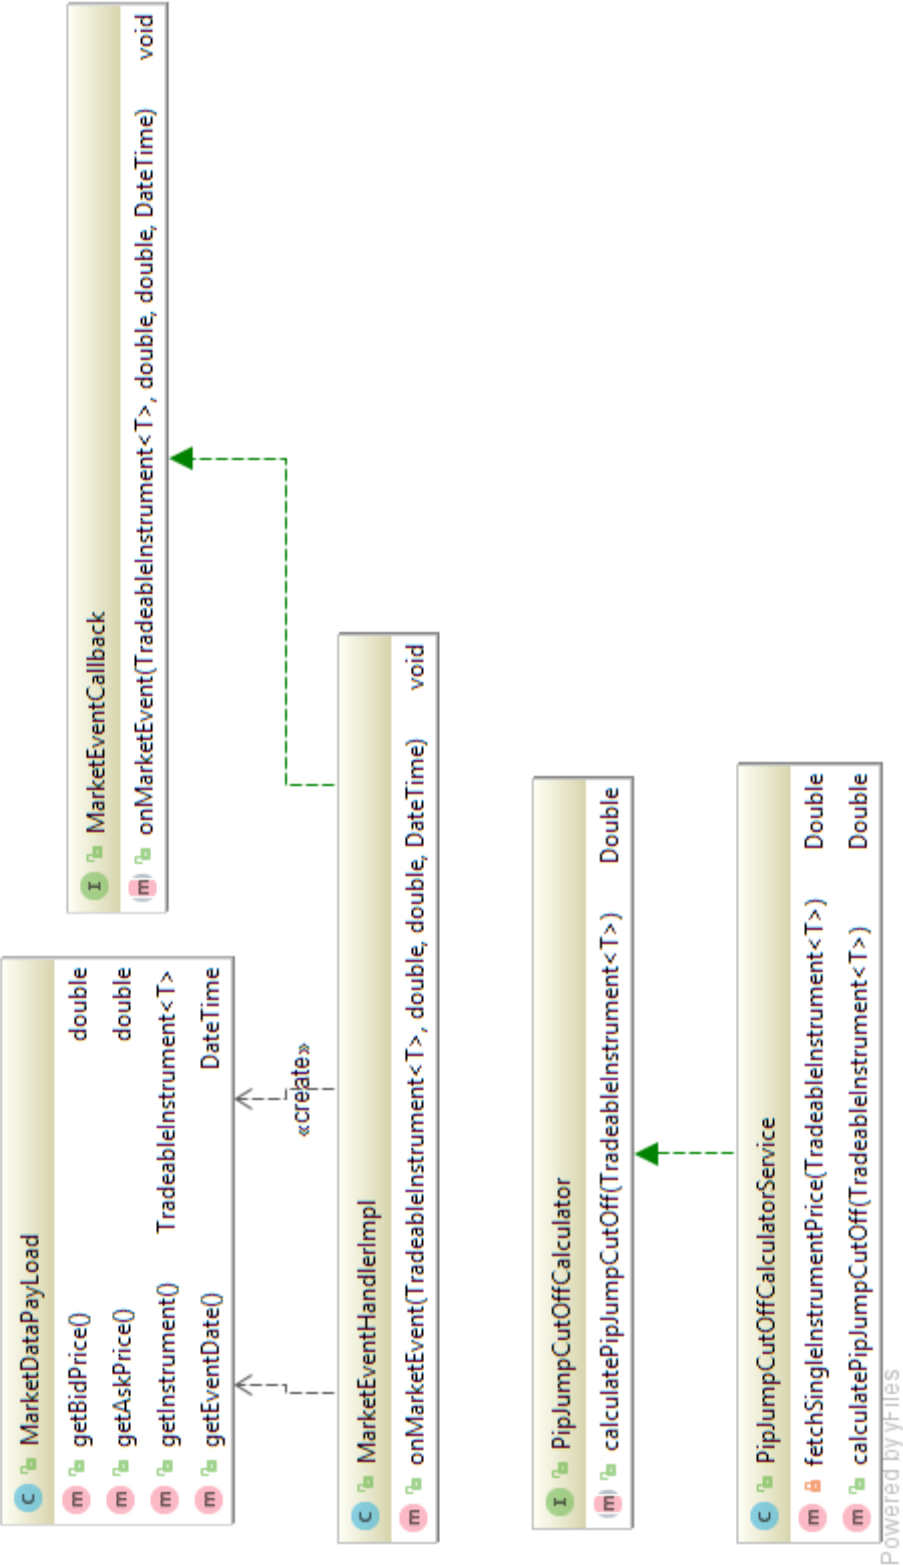 C MarketDataPayLoad
m getBidPrice() double
m getAskPrice() double
m getInstrument() TradeableInstrument<T>
m getEventDate() DateTime
I MarketEventCallback
m onMarketEvent(TradeableInstrument<T>, double, double, DateTime) void
«create»
C MarketEventHandlerImpl
m onMarketEvent(TradeableInstrument<T>, double, double, DateTime) void
I PipJumpCutOffCalculator
m calculatePipJumpCutOff(TradeableInstrument<T>) Double
C PipJumpCutOffCalculatorService
m fetchSingleInstrumentPrice(TradeableInstrument<T>) Double
m calculatePipJumpCutOff(TradeableInstrument<T>) Double
Powered by yFiles